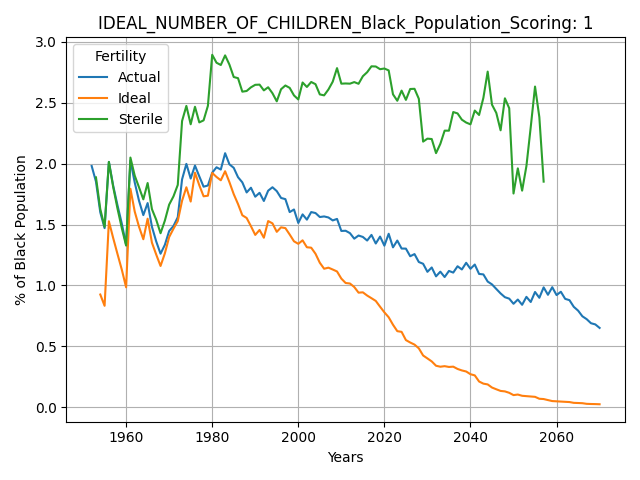 IDEAL_NUMBER_OF_CHILDREN_Black_Population_Scoring: 1
3.0
2.5
2.0
1.5
1.0
0.5
0.0
% of Black Population
Fertility
Actual
Ideal
Sterile
1960
1980
2000
2020
2040
2060
Years